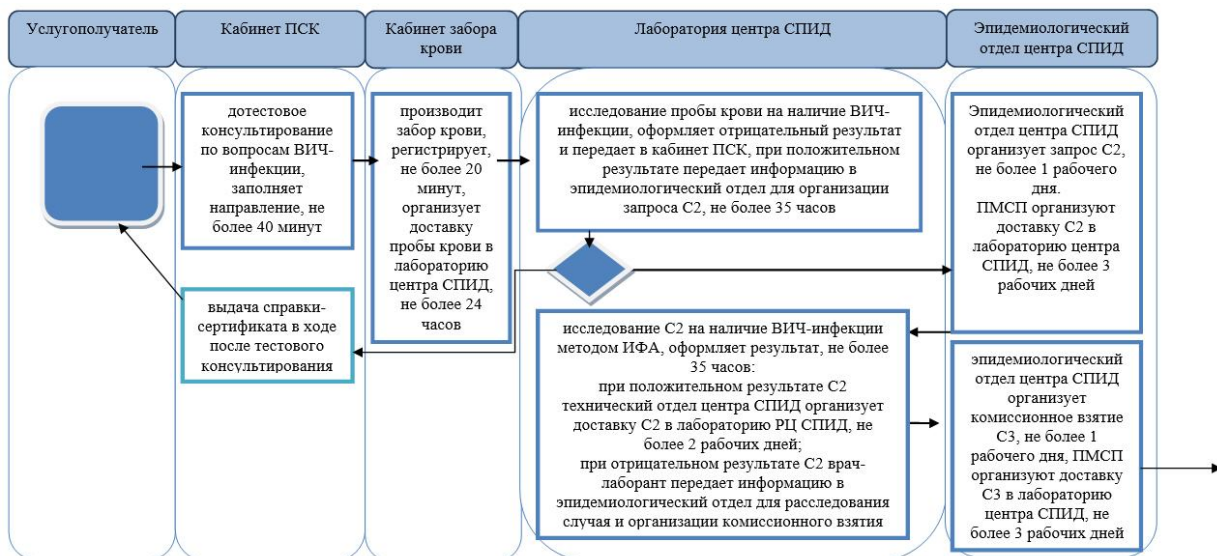 Услугополучатель
Кабинет ПСК
Кабинет забора
крови
Лаборатория центра СПИД
Эпидемиологический
отдел центра СПИД
дотестовое
консультирование
по вопросам ВИЧ-
инфекции,
заполняет
направление, не
более 40 минут
производит
забор крови,
регистрирует,
не более 20
минут,
организует
доставку
пробы крови в
лабораторию
центра СПИД,
не более 24
часов
исследование пробы крови на наличие ВИЧ-
инфекции, оформляет отрицательный результат
и передает в кабинет ПСК, при положительном
результате передает информацию в
эпидемиологический отдел для организации
запроса С2, не более 35 часов
Эпидемиологический
отдел центра СПИД
организует запрос С2,
не более 1 рабочего
дня.
ПМСП организуют
доставку С2 в
лабораторию центра
СПИД, не более 3
рабочих дней
выдача справки-
сертификата в ходе
после тестового
консультирования
исследование С2 на наличие ВИЧ-инфекции
методом ИФА, оформляет результат, не более
35 часов:
при положительном результате С2
технический отдел центра СПИД организует
доставку С2 в лабораторию РЦ СПИД, не
более 2 рабочих дней;
при отрицательном результате С2 врач-
лаборант передает информацию в
эпидемиологический отдел для расследования
случая и организации комиссионного взятия
эпидемиологический
отдел центра СПИД
организует
комиссионное взятие
С3, не более 1
рабочего дня, ПМСП
организуют доставку
С3 в лабораторию
центра СПИД, не
более 3 рабочих дней